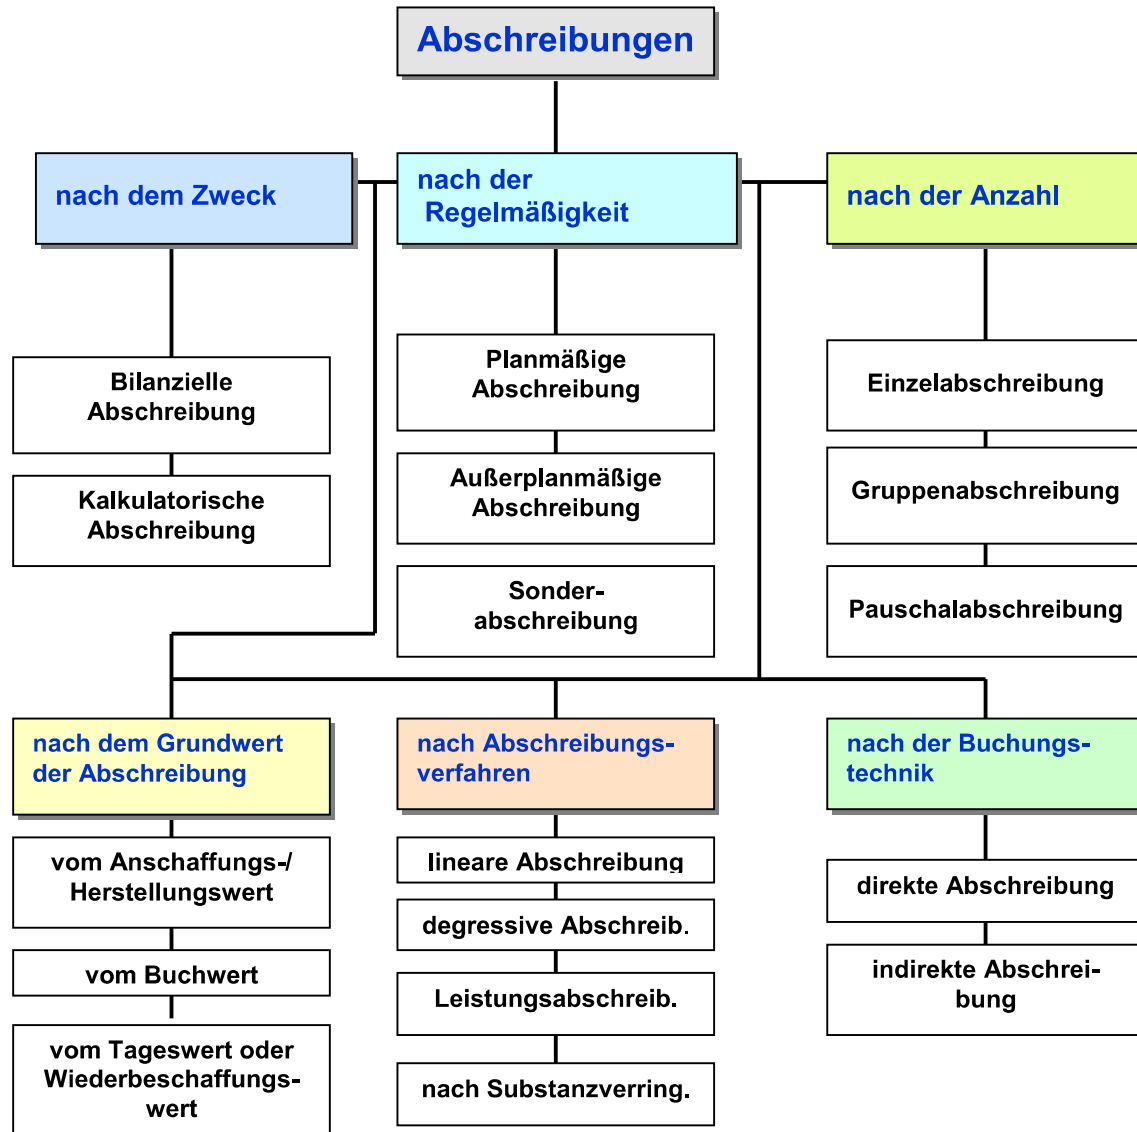 Abschreibungen
nach dem Zweck
nach der
Regelmäßigkeit
nach der Anzahl
Bilanzielle
Abschreibung
Kalkulatorische
Abschreibung
Planmäßige
Abschreibung
Außerplanmäßige
Abschreibung
Sonder-
abschreibung
Einzelabschreibung
Gruppenabschreibung
Pauschalabschreibung
nach dem Grundwert
der Abschreibung
vom Anschaffungs-/
Herstellungswert
vom Buchwert
vom Tageswert oder
Wiederbeschaffungs-
wert
nach Abschreibungs-
verfahren
lineare Abschreibung
degressive Abschreib.
Leistungsabschreib.
nach Substanzverring.
nach der Buchungs-
technik
direkte Abschreibung
indirekte Abschrei-
bung